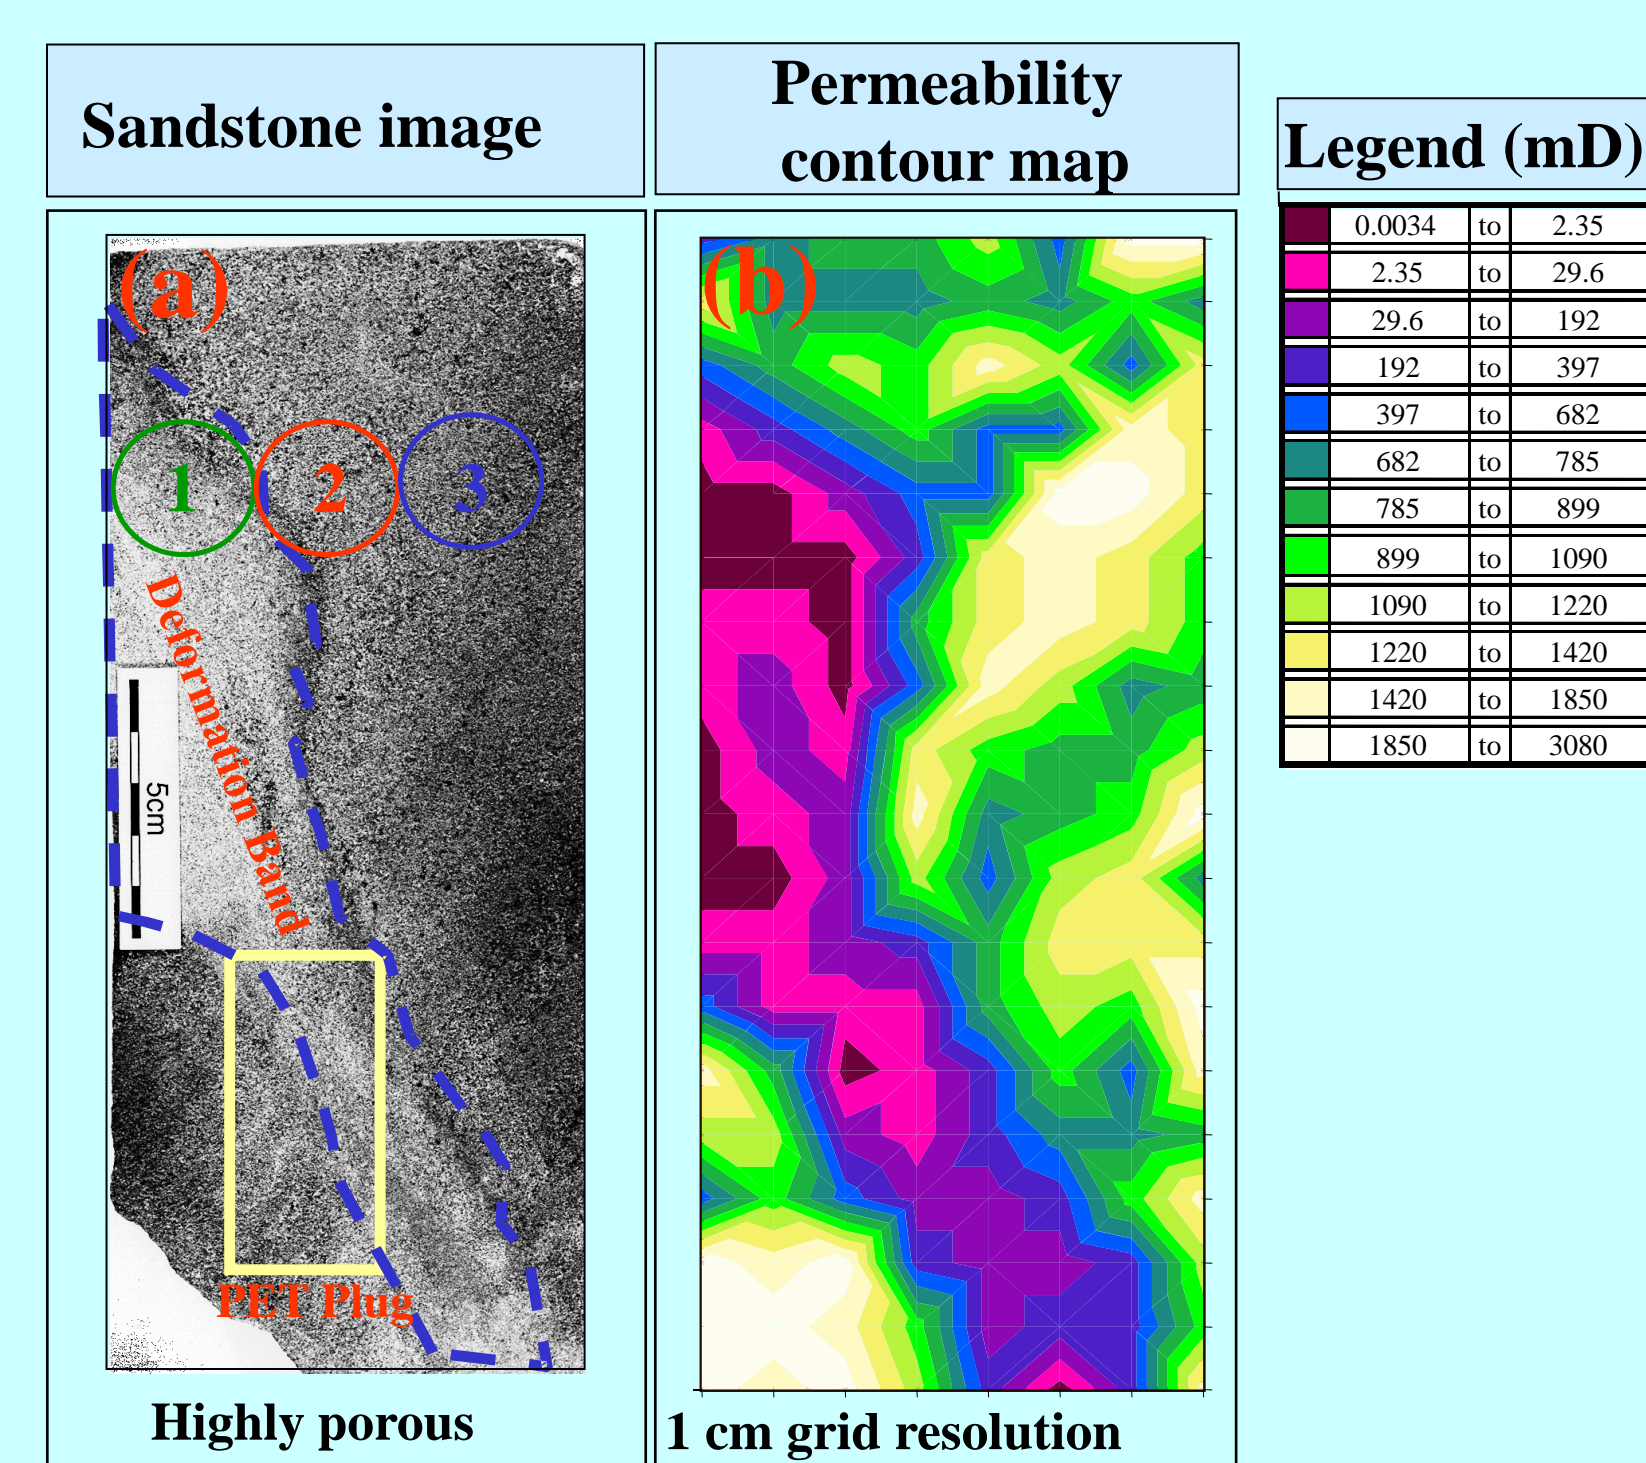 Sandstone image
Permeability
contour map
Legend (mD)
(a)
1
2
3
Deformation Band
5cm
PET Plug
Highly porous
(b)
1 cm grid resolution
0.0034 to 2.35
2.35 to 29.6
29.6 to 192
192 to 397
397 to 682
682 to 785
785 to 899
899 to 1090
1090 to 1220
1220 to 1420
1420 to 1850
1850 to 3080